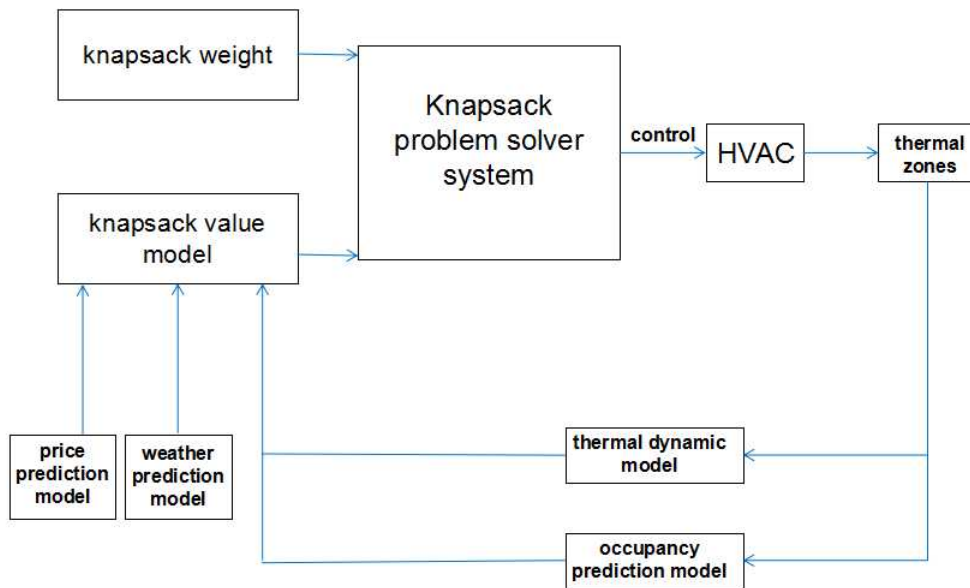 knapsack weight
Knapsack
problem solver
system
control
HVAC
thermal
zones
knapsack value
model
price
prediction
model
weather
prediction
model
thermal dynamic
model
occupancy
prediction model